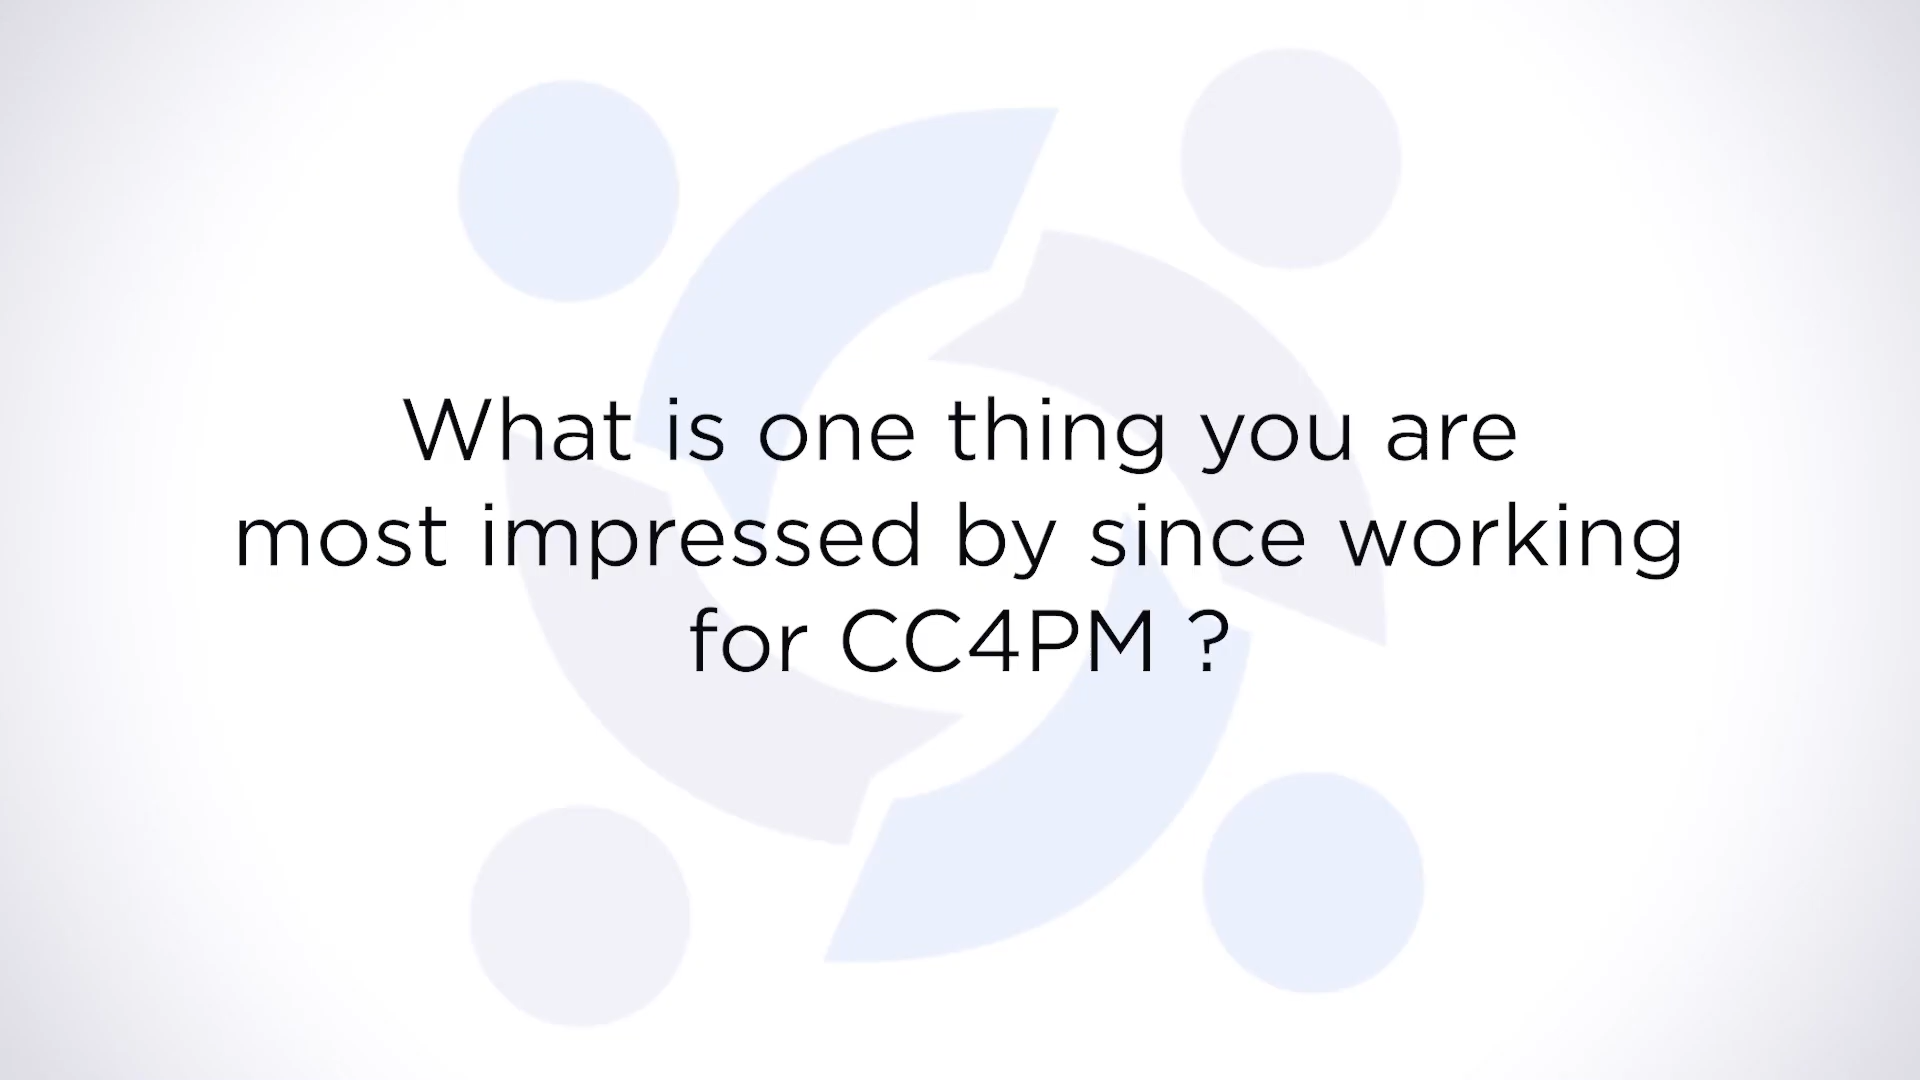 What is one thing you are
most impressed by since working
for CC4PM ?